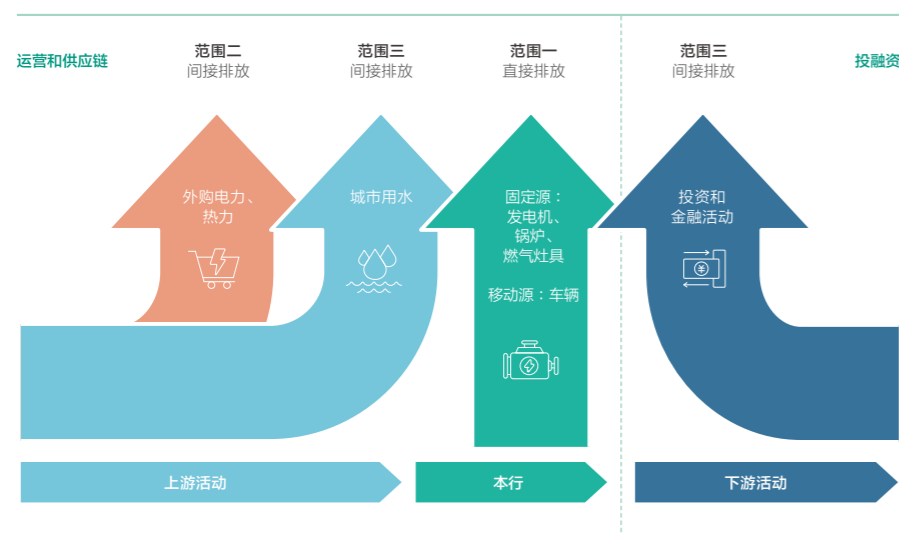 运营和供应链
范围二
间接排放
范围三
间接排放
范围一
直接排放
范围三
间接排放
投融资
外购电力、
热力
城市用水
固定源：
发电机、
锅炉、
燃气灶具
移动源：车辆
投资和
金融活动
¥
上游活动
本行
下游活动